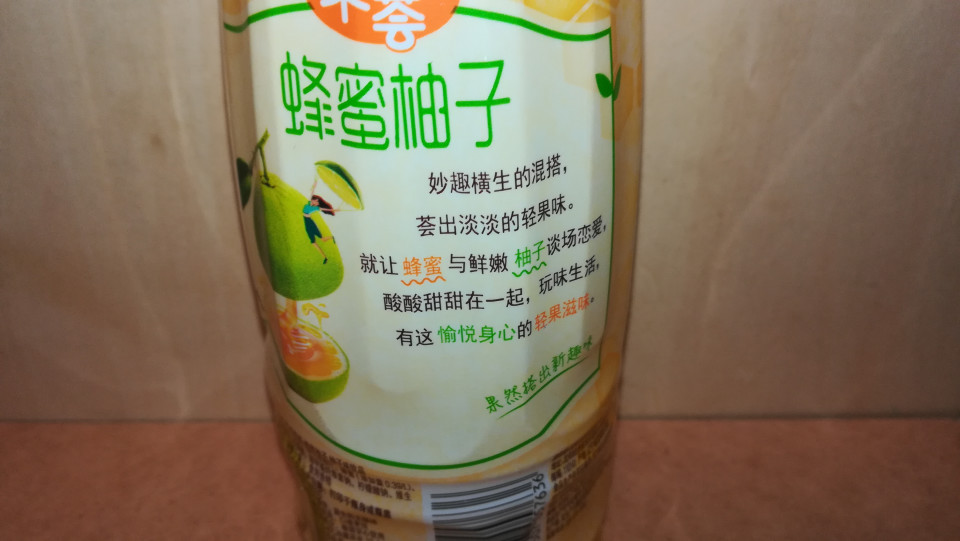 荟
蜂蜜柚子
妙趣横生的混搭，
荟出淡淡的轻果味。
就让蜂蜜与鲜嫩柚子谈场恋爱，
酸酸甜甜在一起，玩味生活，
有这愉悦身心的轻果滋味。
果然搭出新趣味